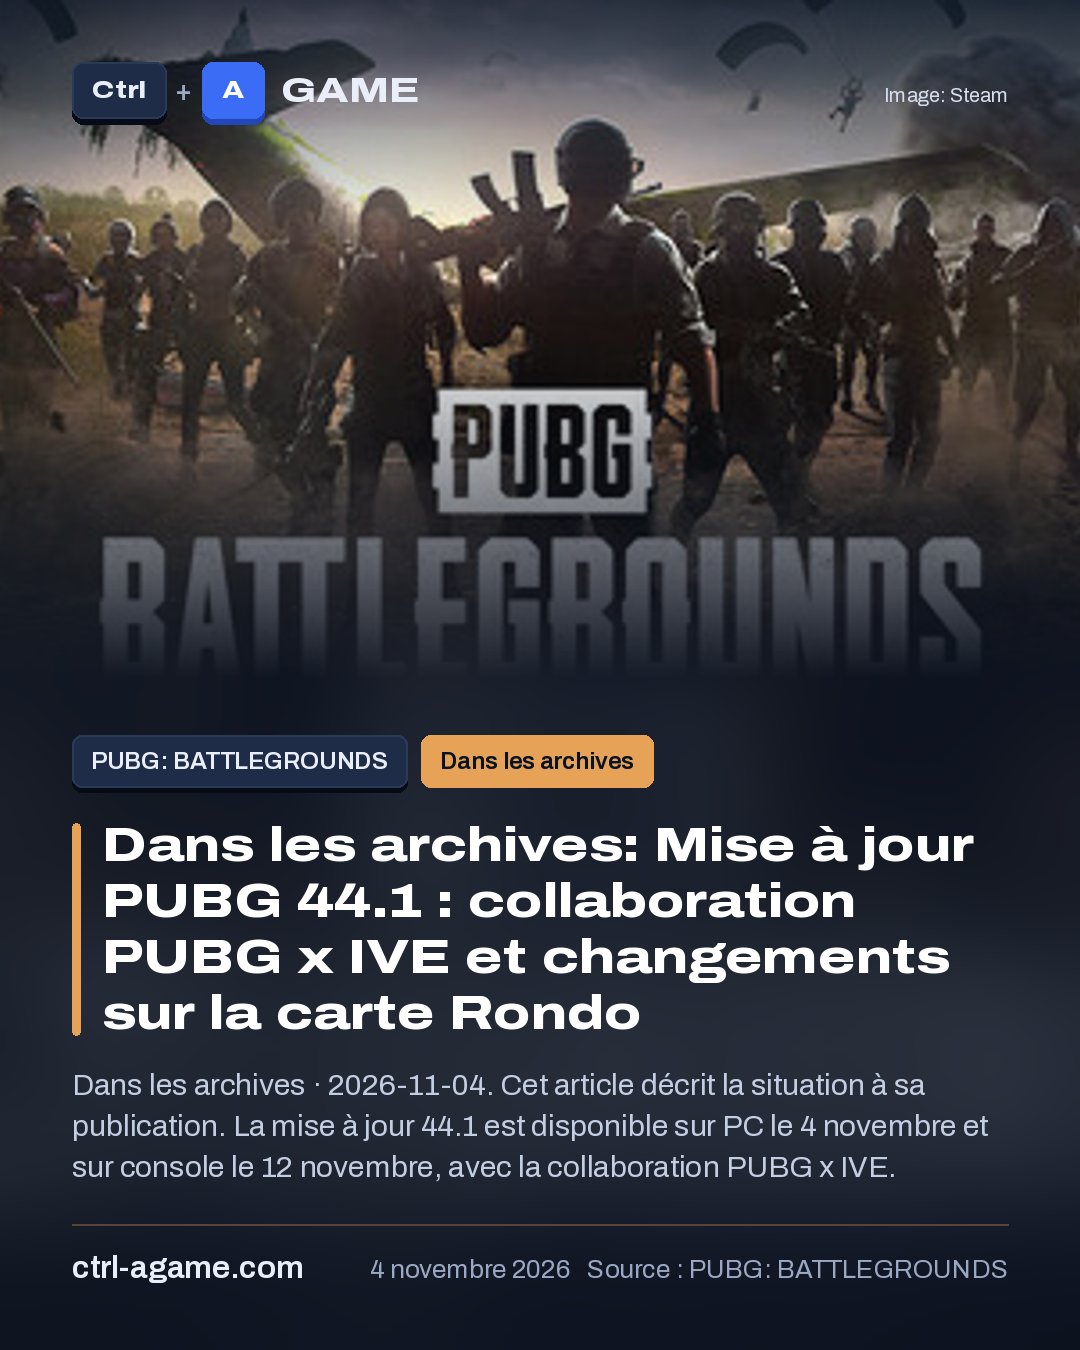 Ctrl + A GAME
Image: Steam
PUBG
BATTLEGROUNDS
PUBG: BATTLEGROUNDS
Dans les archives
Dans les archives: Mise à jour
PUBG 44.1 : collaboration
PUBG x IVE et changements
sur la carte Rondo
Dans les archives · 2026-11-04. Cet article décrit la situation à sa
publication. La mise à jour 44.1 est disponible sur PC le 4 novembre et
sur console le 12 novembre, avec la collaboration PUBG x IVE.
ctrl-agame.com
4 novembre 2026 Source : PUBG: BATTLEGROUNDS